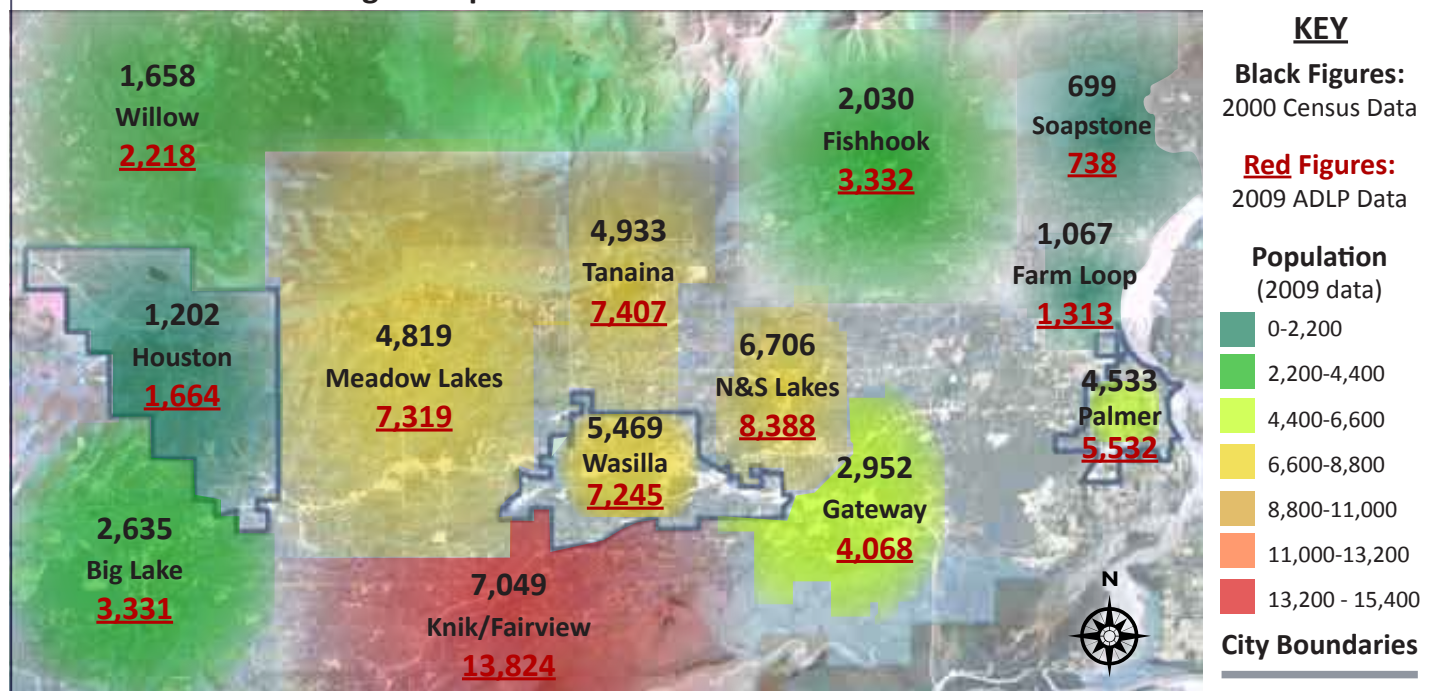 1,658
Willow
2,218
2,030
Fishhook
3,332
699
Soapstone
738
4,933
Tanaina
7,407
1,067
Farm Loop
1,313
1,202
Houston
1,664
4,819
Meadow Lakes
7,319
6,706
N&S Lakes
8,388
4,533
Palmer
5,532
5,469
Wasilla
7,245
2,952
Gateway
4,068
2,635
Big Lake
3,331
7,049
Knik/Fairview
13,824
N
KEY
Black Figures:
2000 Census Data
Red Figures:
2009 ADLP Data
Population
(2009 data)
0-2,200
2,200-4,400
4,400-6,600
6,600-8,800
8,800-11,000
11,000-13,200
13,200 - 15,400
City Boundaries